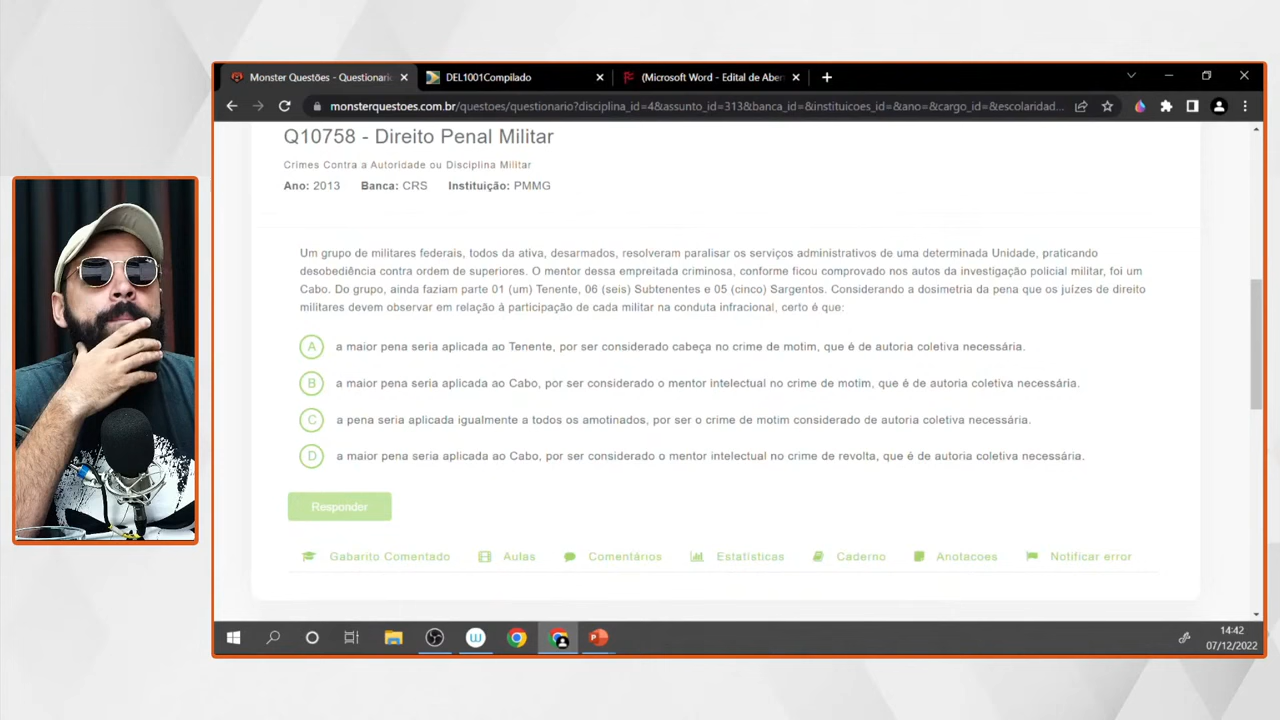 Monster Questões - Questionari
DEL1001Compilado
(Microsoft Word - Edital de Aber
monsterquestoes.com.br/questoes/questionario?disciplina_id=4&assunto_id=313&banca_id=&instituicoes_id=&ano=&cargo_id=&escolaridad...
Q10758 - Direito Penal Militar
Crimes Contra a Autoridade ou Disciplina Militar
Ano: 2013 Banca: CRS Instituição: PMMG
Um grupo de militares federais, todos da ativa, desarmados, resolveram paralisar os serviços administrativos de uma determinada Unidade, praticando
desobediência contra ordem de superiores. O mentor dessa empreitada criminosa, conforme ficou comprovado nos autos da investigação policial militar, foi um
Cabo. Do grupo, ainda faziam parte 01 (um) Tenente, 06 (seis) Subtenentes e 05 (cinco) Sargentos. Considerando a dosimetria da pena que os juízes de direito
militares devem observar em relação à participação de cada militar na conduta infracional, certo é que:
A a maior pena seria aplicada ao Tenente, por ser considerado cabeça no crime de motim, que é de autoria coletiva necessária.
B a maior pena seria aplicada ao Cabo, por ser considerado o mentor intelectual no crime de motim, que é de autoria coletiva necessária.
C a pena seria aplicada igualmente a todos os amotinados, por ser o crime de motim considerado de autoria coletiva necessária.
D a maior pena seria aplicada ao Cabo, por ser considerado o mentor intelectual no crime de revolta, que é de autoria coletiva necessária.
Responder
Gabarito Comentado Aulas Comentários Estatísticas Caderno Anotacoes Notificar error
14:42
07/12/2022